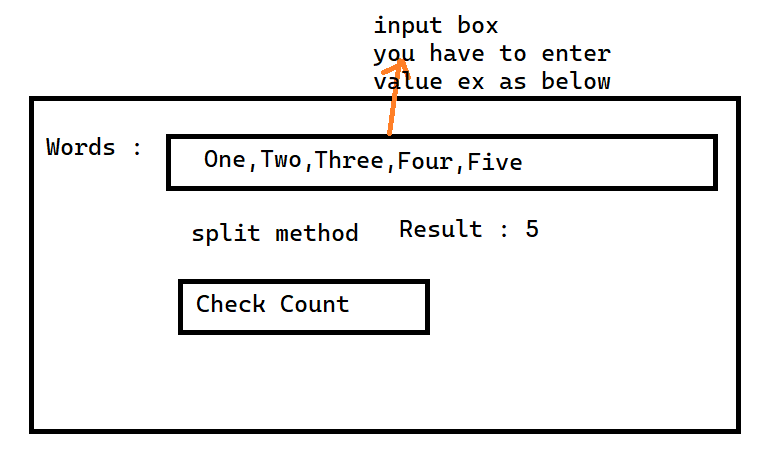 input box
you have to enter
value ex as below
Words :
One,Two,Three,Four,Five
split method
Result : 5
Check Count